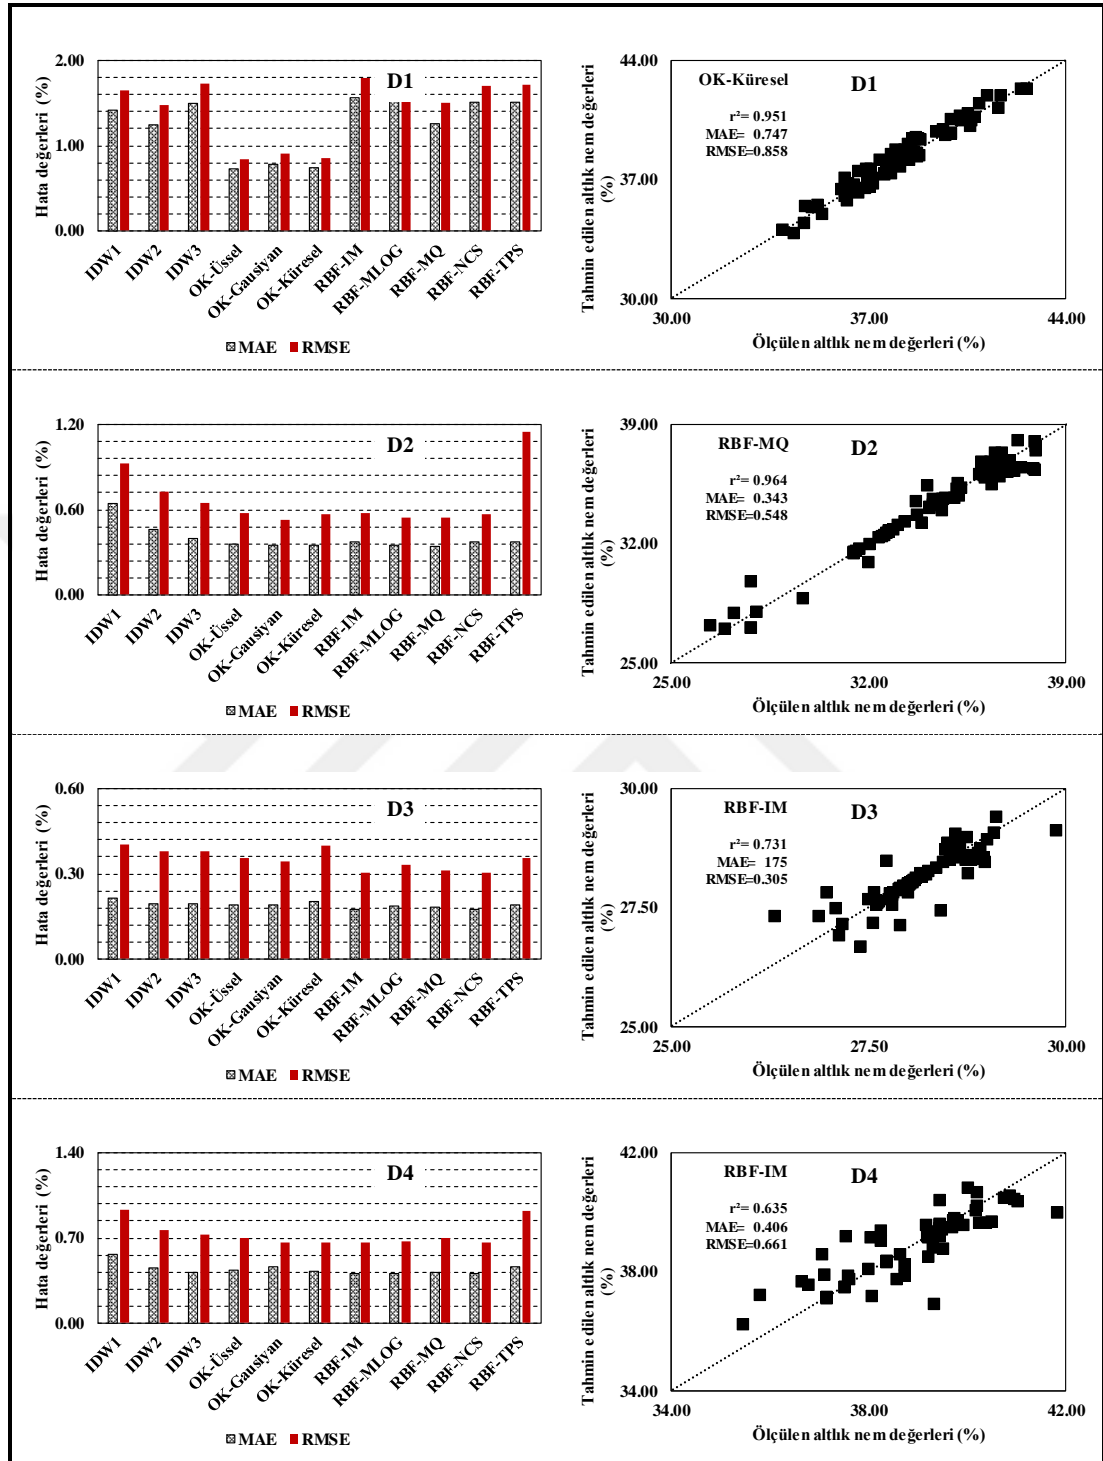 2.00
1.00
0.00
Hata değerleri (%)
D1
IDW1
IDW2
IDW3
OK-Üssel
OK-Gausiyan
OK-Küresel
RBF-IM
RBF-MLOG
RBF-MQ
RBF-NCS
RBF-TPS
MAE RMSE
44.00
37.00
30.00
Tahmin edilen altlık nem değerleri
(%)
OK-Küresel
D1
r²= 0.951
MAE= 0.747
RMSE=0.858
30.00 37.00 44.00
Ölçülen altlık nem değerleri (%)
1.20
0.60
0.00
Hata değerleri (%)
D2
IDW1
IDW2
IDW3
OK-Üssel
OK-Gausiyan
OK-Küresel
RBF-IM
RBF-MLOG
RBF-MQ
RBF-NCS
RBF-TPS
MAE RMSE
39.00
32.00
25.00
Tahmin edilen altlık nem değerleri
(%)
RBF-MQ
D2
r²= 0.964
MAE= 0.343
RMSE=0.548
25.00 32.00 39.00
Ölçülen altlık nem değerleri (%)
0.60
0.30
0.00
Hata değerleri (%)
D3
IDW1
IDW2
IDW3
OK-Üssel
OK-Gausiyan
OK-Küresel
RBF-IM
RBF-MLOG
RBF-MQ
RBF-NCS
RBF-TPS
MAE RMSE
30.00
27.50
25.00
Tahmin edilen altlık nem değerleri
(%)
RBF-IM
D3
r²= 0.731
MAE= 175
RMSE=0.305
25.00 27.50 30.00
Ölçülen altlık nem değerleri (%)
1.40
0.70
0.00
Hata değerleri (%)
D4
IDW1
IDW2
IDW3
OK-Üssel
OK-Gausiyan
OK-Küresel
RBF-IM
RBF-MLOG
RBF-MQ
RBF-NCS
RBF-TPS
MAE RMSE
42.00
38.00
34.00
Tahmin edilen altlık nem değerleri
(%)
RBF-IM
D4
r²= 0.635
MAE= 0.406
RMSE=0.661
34.00 38.00 42.00
Ölçülen altlık nem değerleri (%)